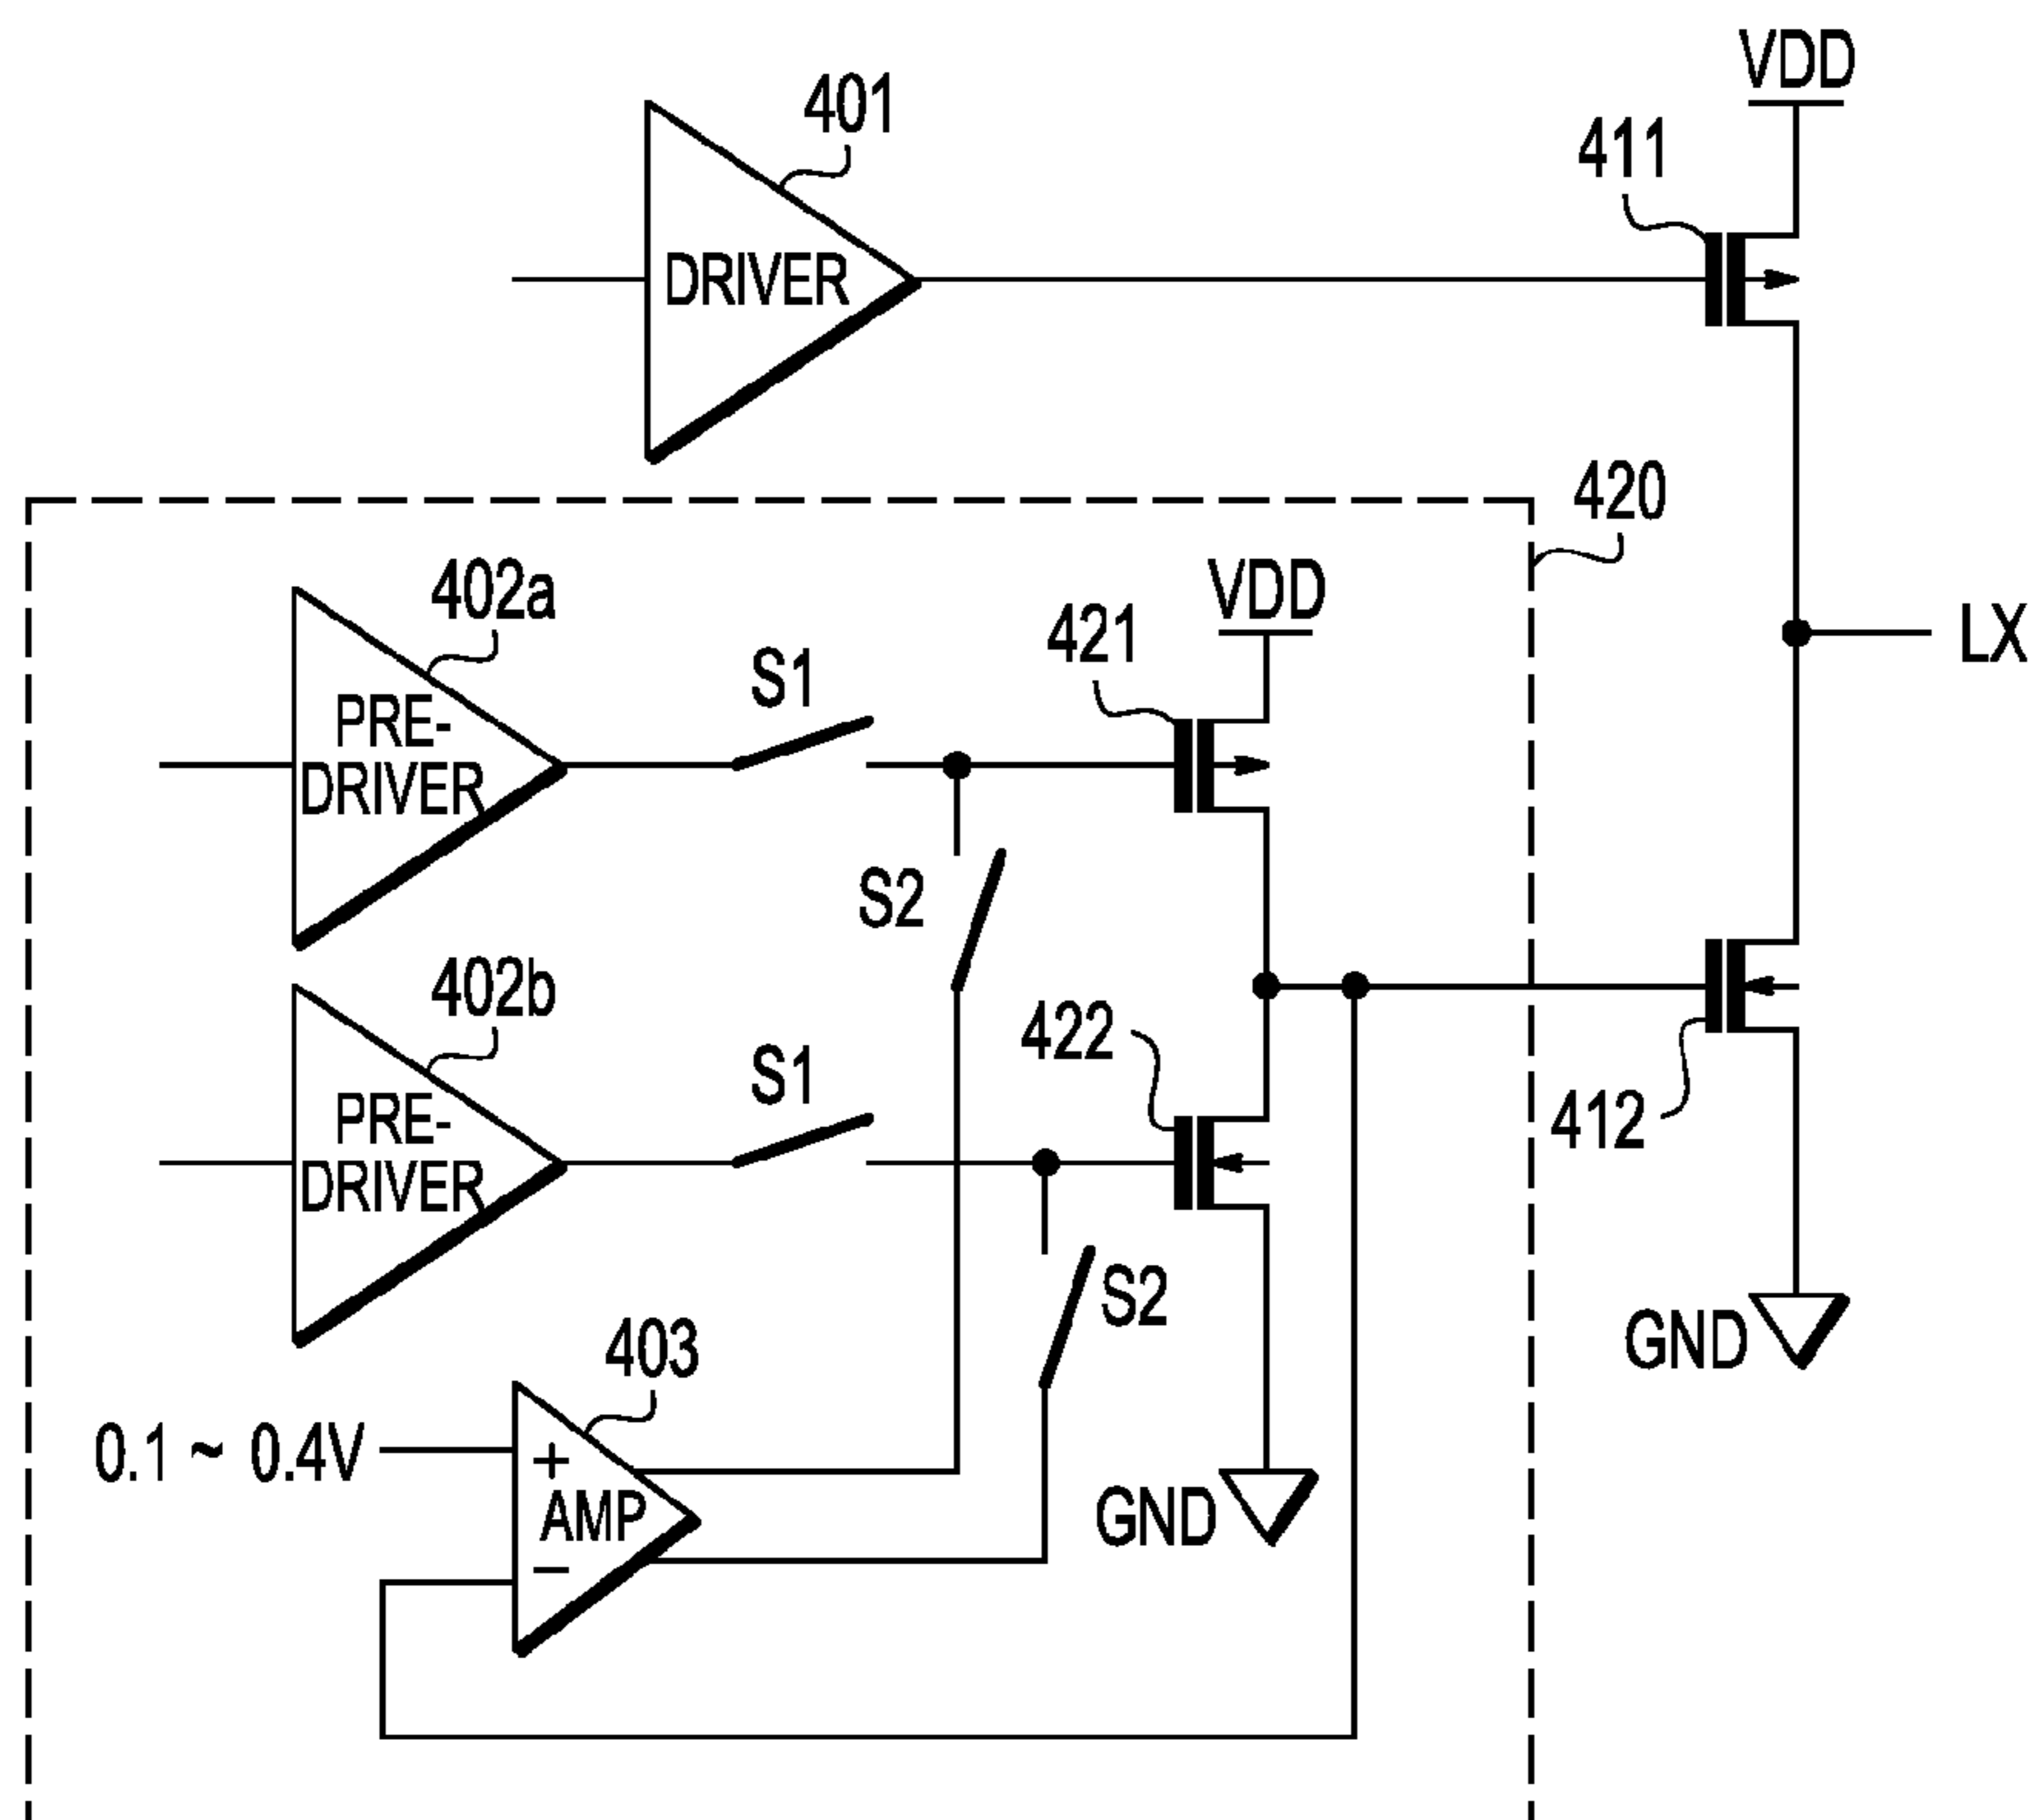 VDD
401
411
DRIVER
420
402a
VDD
421
S1
LX
PRE-
DRIVER
S2
402b
422
S1
412
PRE-
DRIVER
S2
403
GND
0.1 ~ 0.4V
+
AMP
−
GND